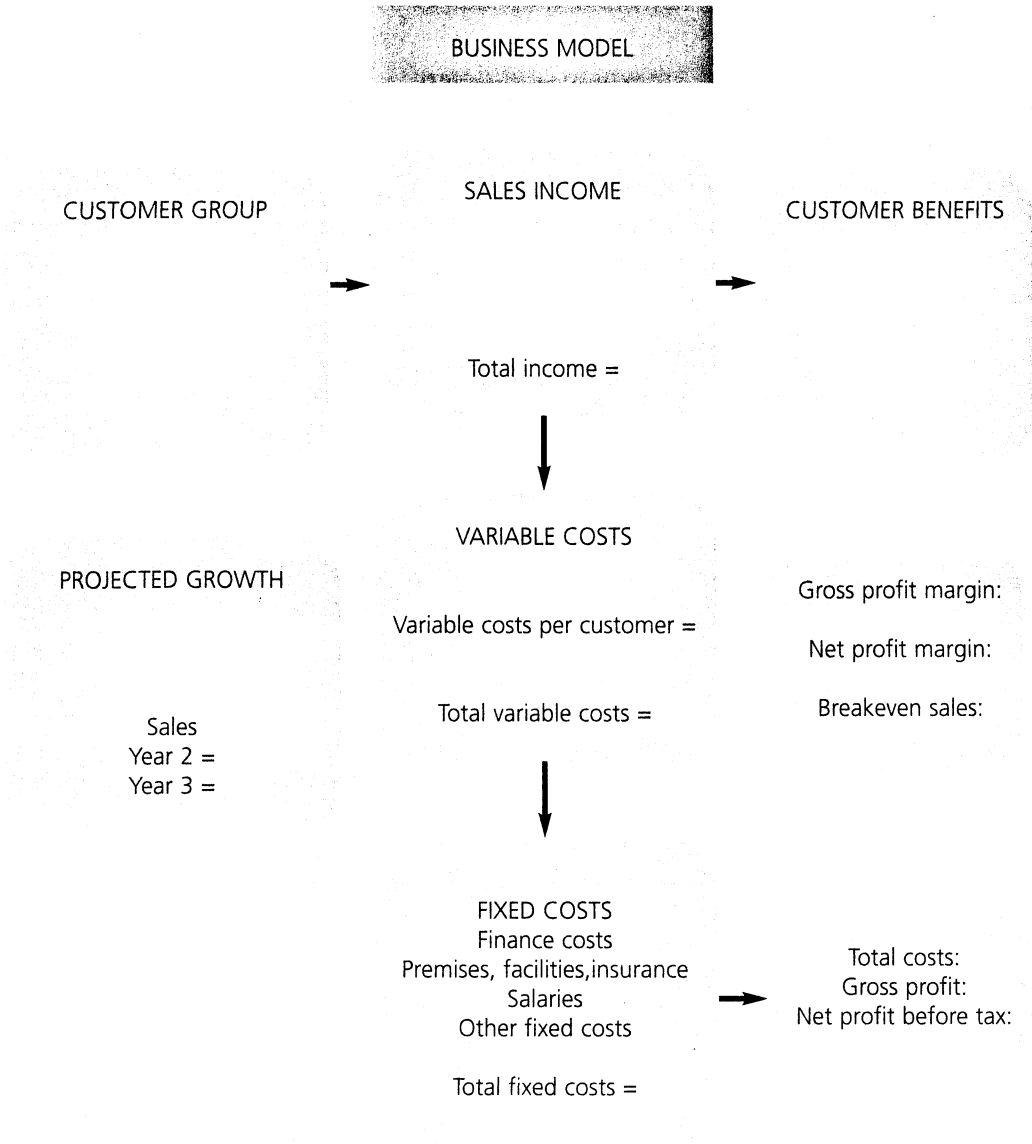 BUSINESS MODEL
CUSTOMER GROUP
SALES INCOME
Total income =
CUSTOMER BENEFITS
VARIABLE COSTS
Variable costs per customer =
Total variable costs =
PROJECTED GROWTH
Sales
Year 2 =
Year 3 =
Gross profit margin:
Net profit margin:
Breakeven sales:
FIXED COSTS
Finance costs
Premises, facilities,insurance
Salaries
Other fixed costs
Total fixed costs =
Total costs:
Gross profit:
Net profit before tax: